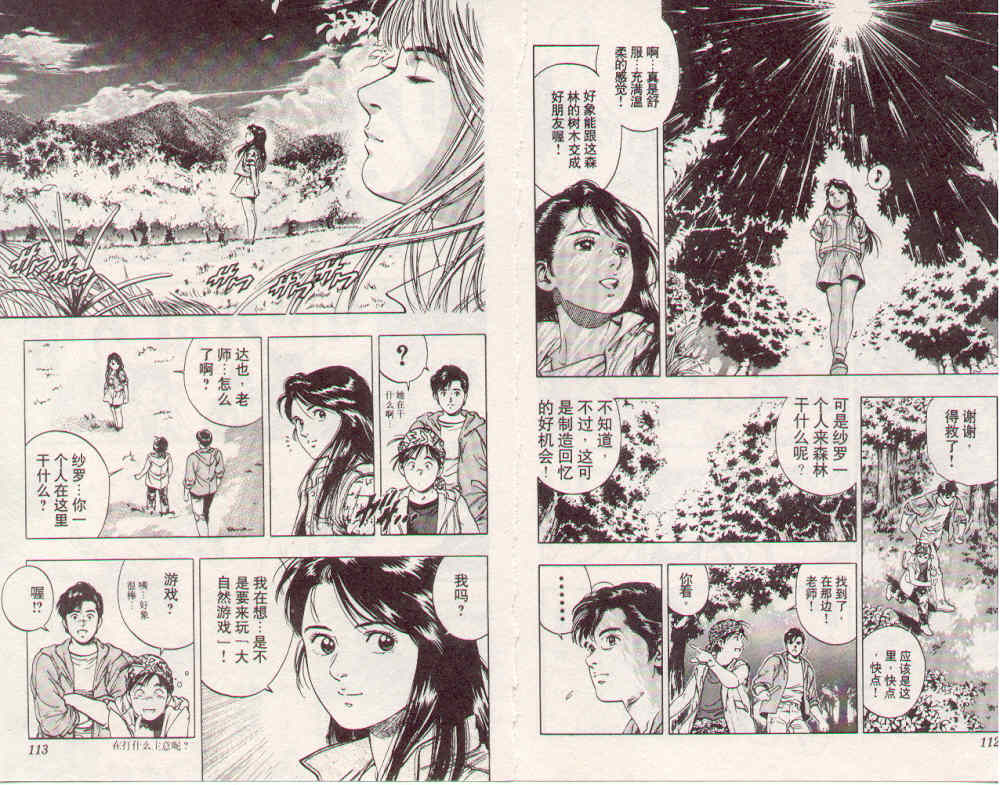 啊…真是舒
服…充满温
柔的感觉！
好象能跟这森
林的树木交成
好朋友喔！
♪
谢谢，
得救了！
应该是这
里，快点
，快点！
可是纱罗一
个人来森林
干什么呢？
不知道，
不过，这可
是制造回忆
的好机会！
找到了，
在那边！
老师！
你看。
……
112
？
她在干
什么啊…
达也，老
师…怎么
了啊？
纱罗…你一
个人在这里
干什么？
我吗？
我在想…是不
是要来玩一大
自然游戏一！
游戏？
咦…好象
很棒…
喔!?
在打什么主意呢？
113